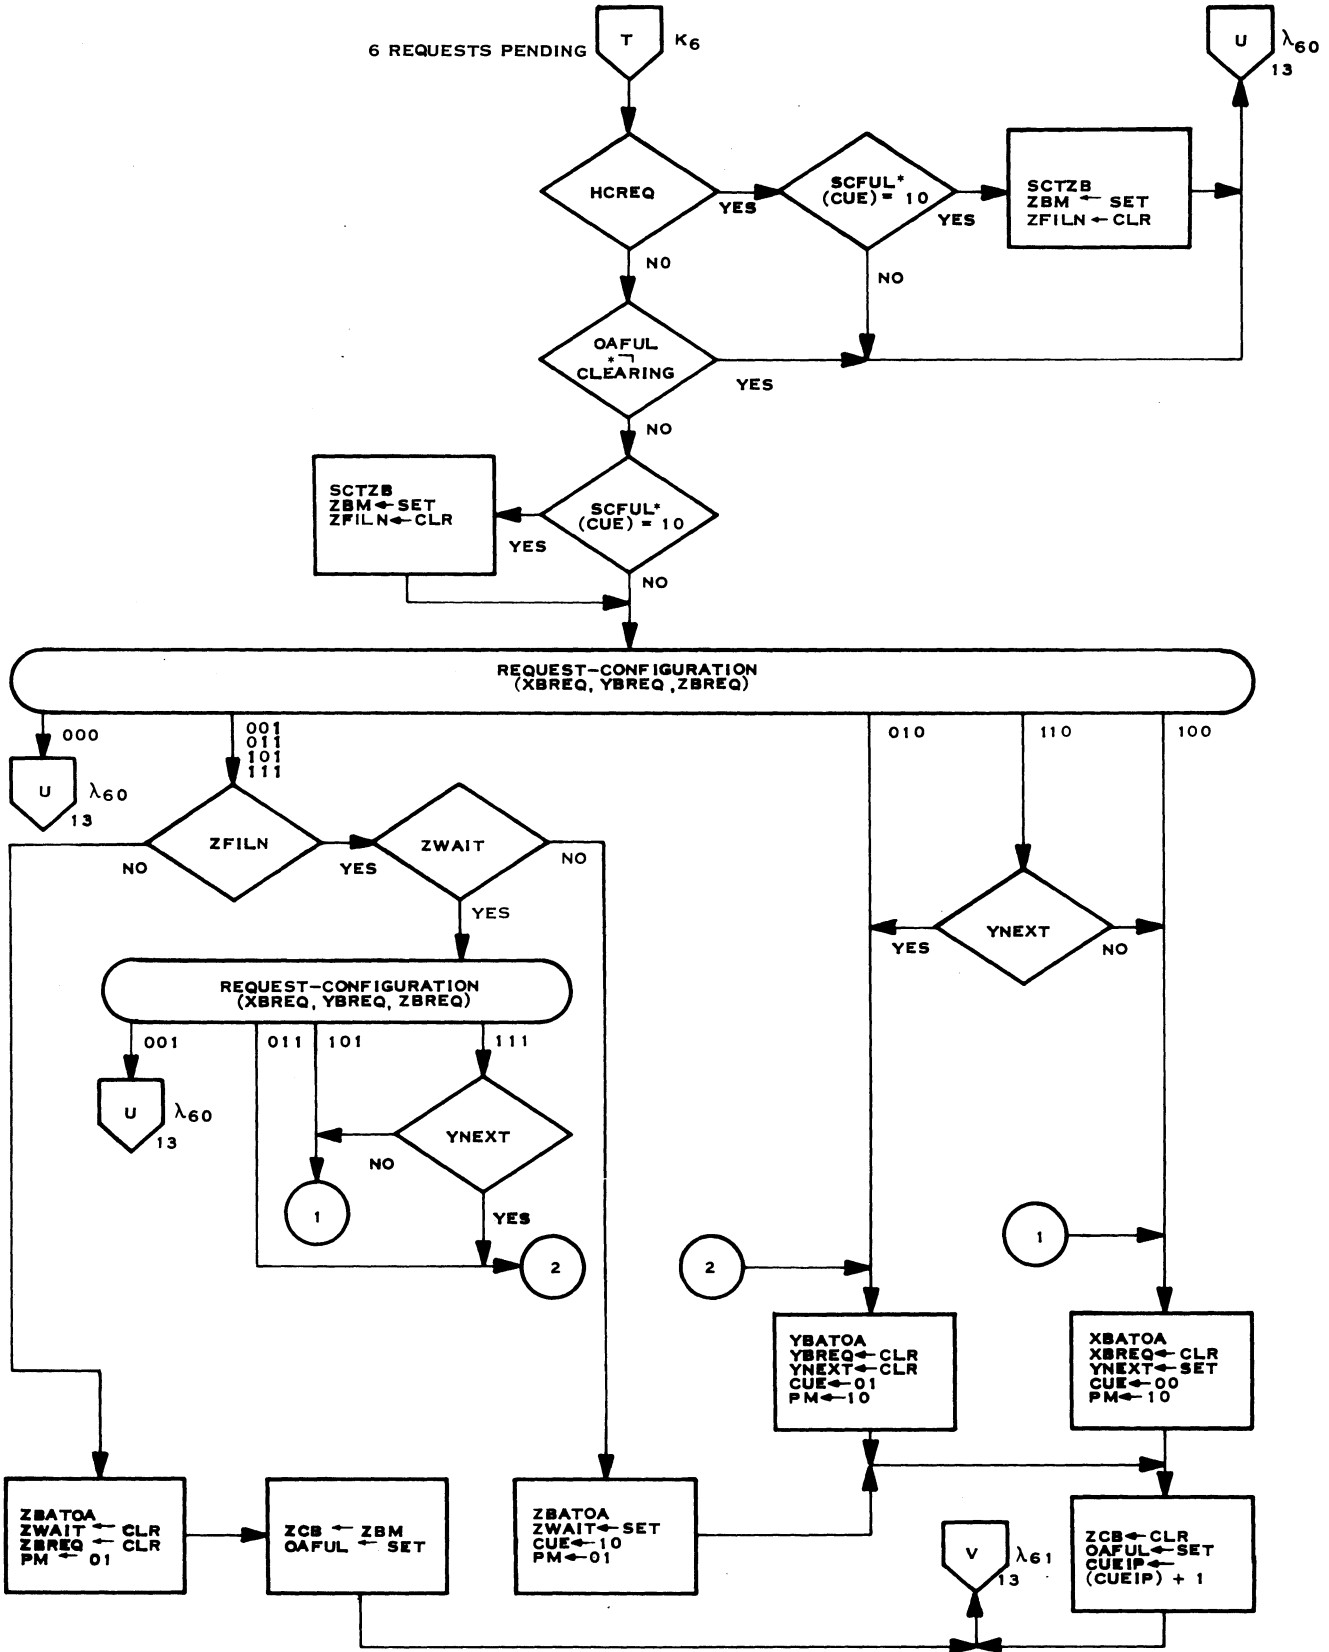 6 REQUESTS PENDING
T
K6
U
λ60
13
HCREQ
YES
SCFUL*
(CUE) = 10
YES
SCTZB
ZBM ← SET
ZFILN ← CLR
NO
NO
OAFUL
*¬
CLEARING
YES
NO
SCTZB
ZBM ← SET
ZFILN ← CLR
YES
SCFUL*
(CUE) = 10
NO
REQUEST-CONFIGURATION
(XBREQ, YBREQ, ZBREQ)
000
001
011
101
111
010
110
100
U
λ60
13
ZFILN
NO
YES
ZWAIT
NO
YES
YNEXT
YES
NO
REQUEST-CONFIGURATION
(XBREQ, YBREQ, ZBREQ)
001
011
101
111
U
λ60
13
YNEXT
NO
YES
1
2
2
1
YBATOA
YBREQ ← CLR
YNEXT ← CLR
CUE ← 01
PM ← 10
XBATOA
XBREQ ← CLR
YNEXT ← SET
CUE ← 00
PM ← 10
ZBATOA
ZWAIT ← CLR
ZBREQ ← CLR
PM ← 01
ZCB ← ZBM
OAFUL ← SET
ZBATOA
ZWAIT ← SET
CUE ← 10
PM ← 01
V
λ61
13
ZCB ← CLR
OAFUL ← SET
CUEIP ←
(CUEIP) + 1